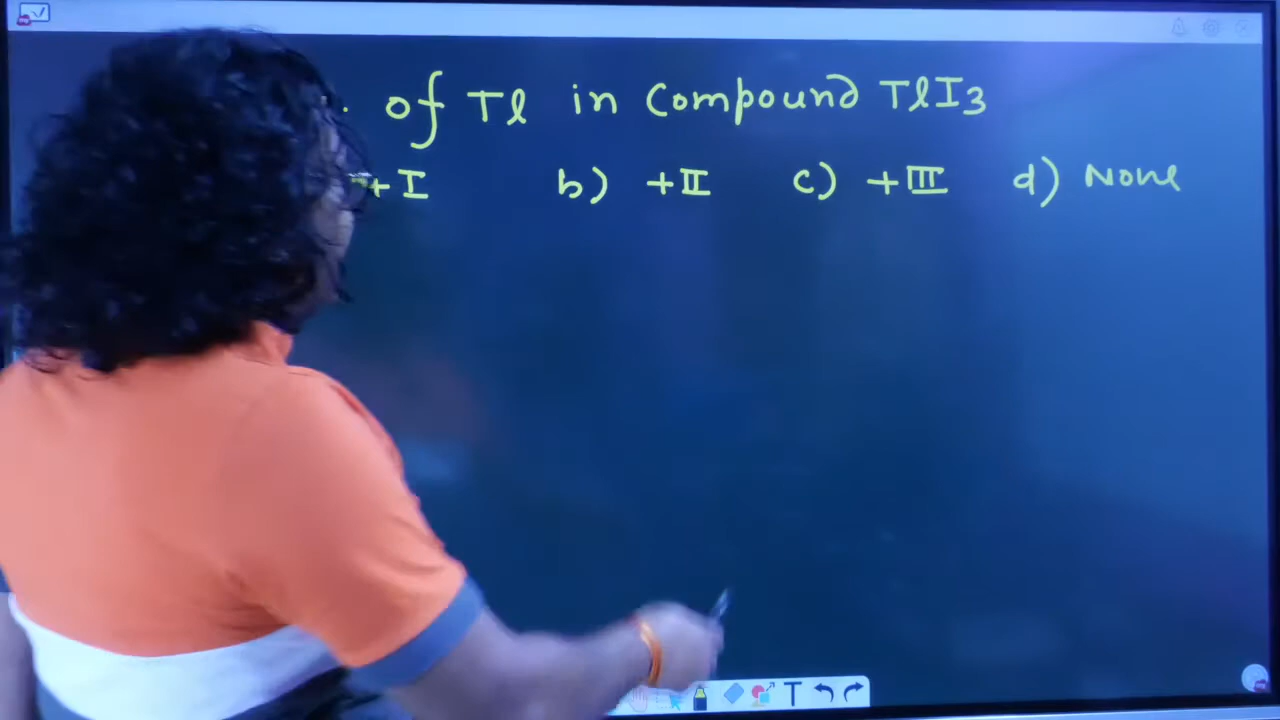 of Tl in compound TlI3
+I b) +II c) +III d) None
T